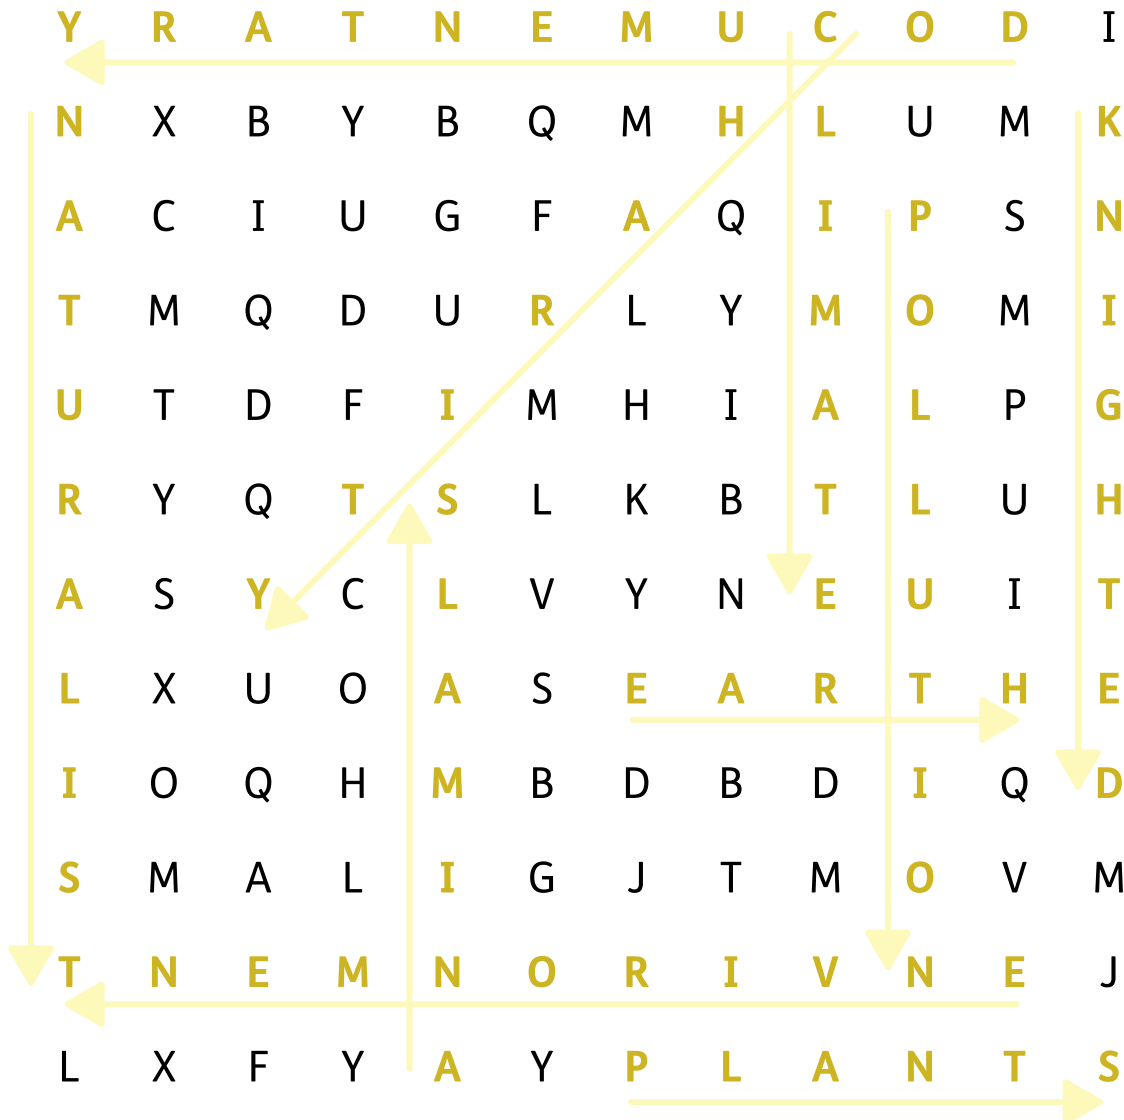 Y R A T N E M U C O D I
N X B Y B Q M H L U M K
A C I U G F A Q I P S N
T M Q D U R L Y M O M I
U T D F I M H I A L P G
R Y Q T S L K B T L U H
A S Y C L V Y N E U I T
L X U O A S E A R T H E
I O Q H M B D B D I Q D
S M A L I G J T M O V M
T N E M N O R I V N E J
L X F Y A Y P L A N T S